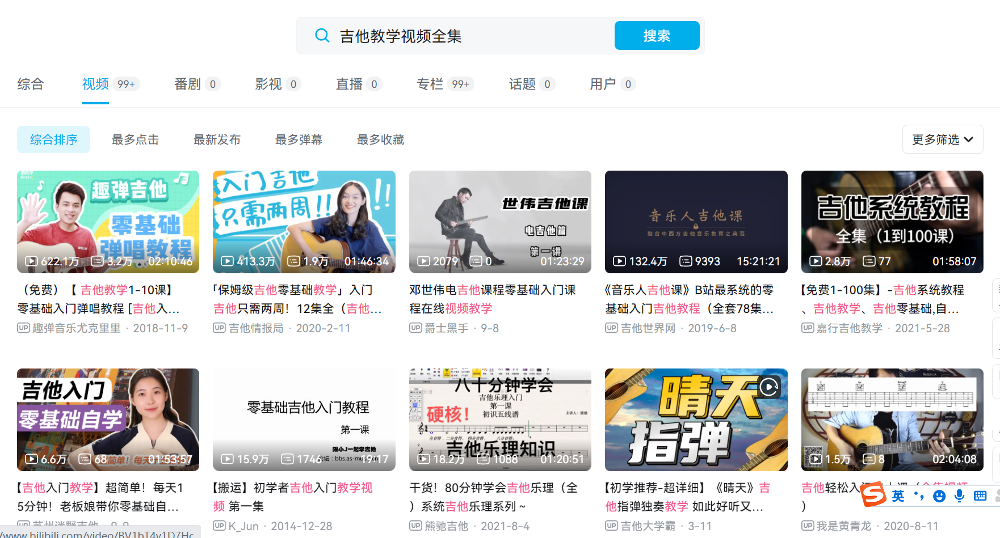 吉他教学视频全集
搜索
综合
视频 99+
番剧 0
影视 0
直播 0
专栏 99+
话题 0
用户 0
综合排序
最多点击
最新发布
最多弹幕
最多收藏
更多筛选
趣弹吉他
零基础
弹唱教程
622.1万 3.2万 02:10:46
（免费）【 吉他教学1-10课】
零基础入门弹唱教程 [吉他入...
UP 趣弹音乐尤克里里 · 2018-11-9
入门吉他
只需两周!!
413.3万 1.9万 01:46:34
「保姆级吉他零基础教学」入门
吉他只需两周！12集全（吉他...
UP 吉他情报局 · 2020-2-11
世伟吉他课
电吉他篇
第一讲
2079 0 01:23:29
邓世伟电吉他课程零基础入门课
程在线视频教学
UP 爵士黑手 · 9-8
音乐人吉他课
融合中西方吉他音乐教育之典范
132.4万 9393 15:21:21
《音乐人吉他课》B站最系统的零
基础入门吉他教程（全套78集...
UP 吉他世界网 · 2019-6-8
吉他系统教程
全集（1到100课）
2.8万 77 01:58:07
【免费1-100集】-吉他系统教程
、吉他教学、吉他零基础,自...
UP 嘉行吉他教学 · 2021-5-28
吉他入门
零基础自学
6.6万 68 01:53:57
【吉他入门教学】超简单！每天1
5分钟！老板娘带你零基础自...
零基础吉他入门教程
第一课
跟小J一起学吉他
论坛：bbs.as-music.cn
15.9万 1746 19:17
【搬运】初学者吉他入门教学视
频 第一集
UP K_Jun · 2014-12-28
八十分钟学会
吉他乐理入门
第一课
初识五线谱
硬核！
吉他乐理知识
18.2万 1088 01:20:51
干货！80分钟学会吉他乐理（全
）系统吉他乐理系列 ~
UP 熊驰吉他 · 2021-8-4
晴天
指弹
【初学推荐-超详细】《晴天》吉
他指弹独奏教学 如此好听又...
UP 吉他大学霸 · 3-11
1.5万 8 02:04:08
吉他轻松入
）
UP 我是黄青龙 · 2020-8-11
英
/www.bilibili.com/video/BV1bT4y1D7Hc